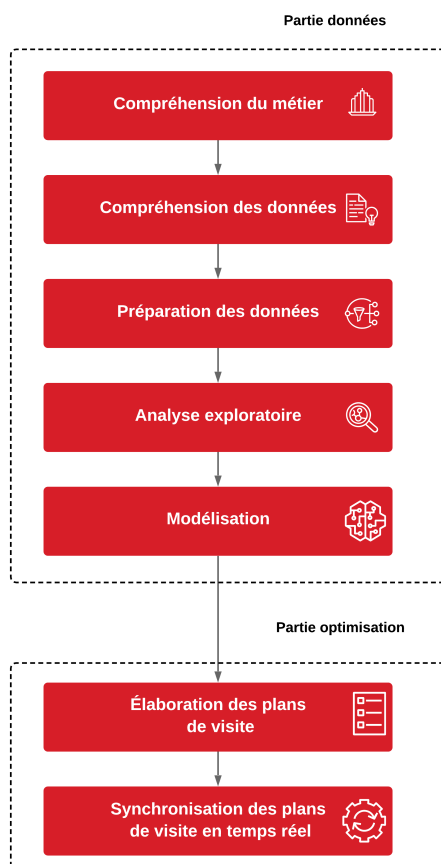 Partie données
Compréhension du métier
Compréhension des données
Préparation des données
Analyse exploratoire
Modélisation
Partie optimisation
Élaboration des plans
de visite
Synchronisation des plans
de visite en temps réel